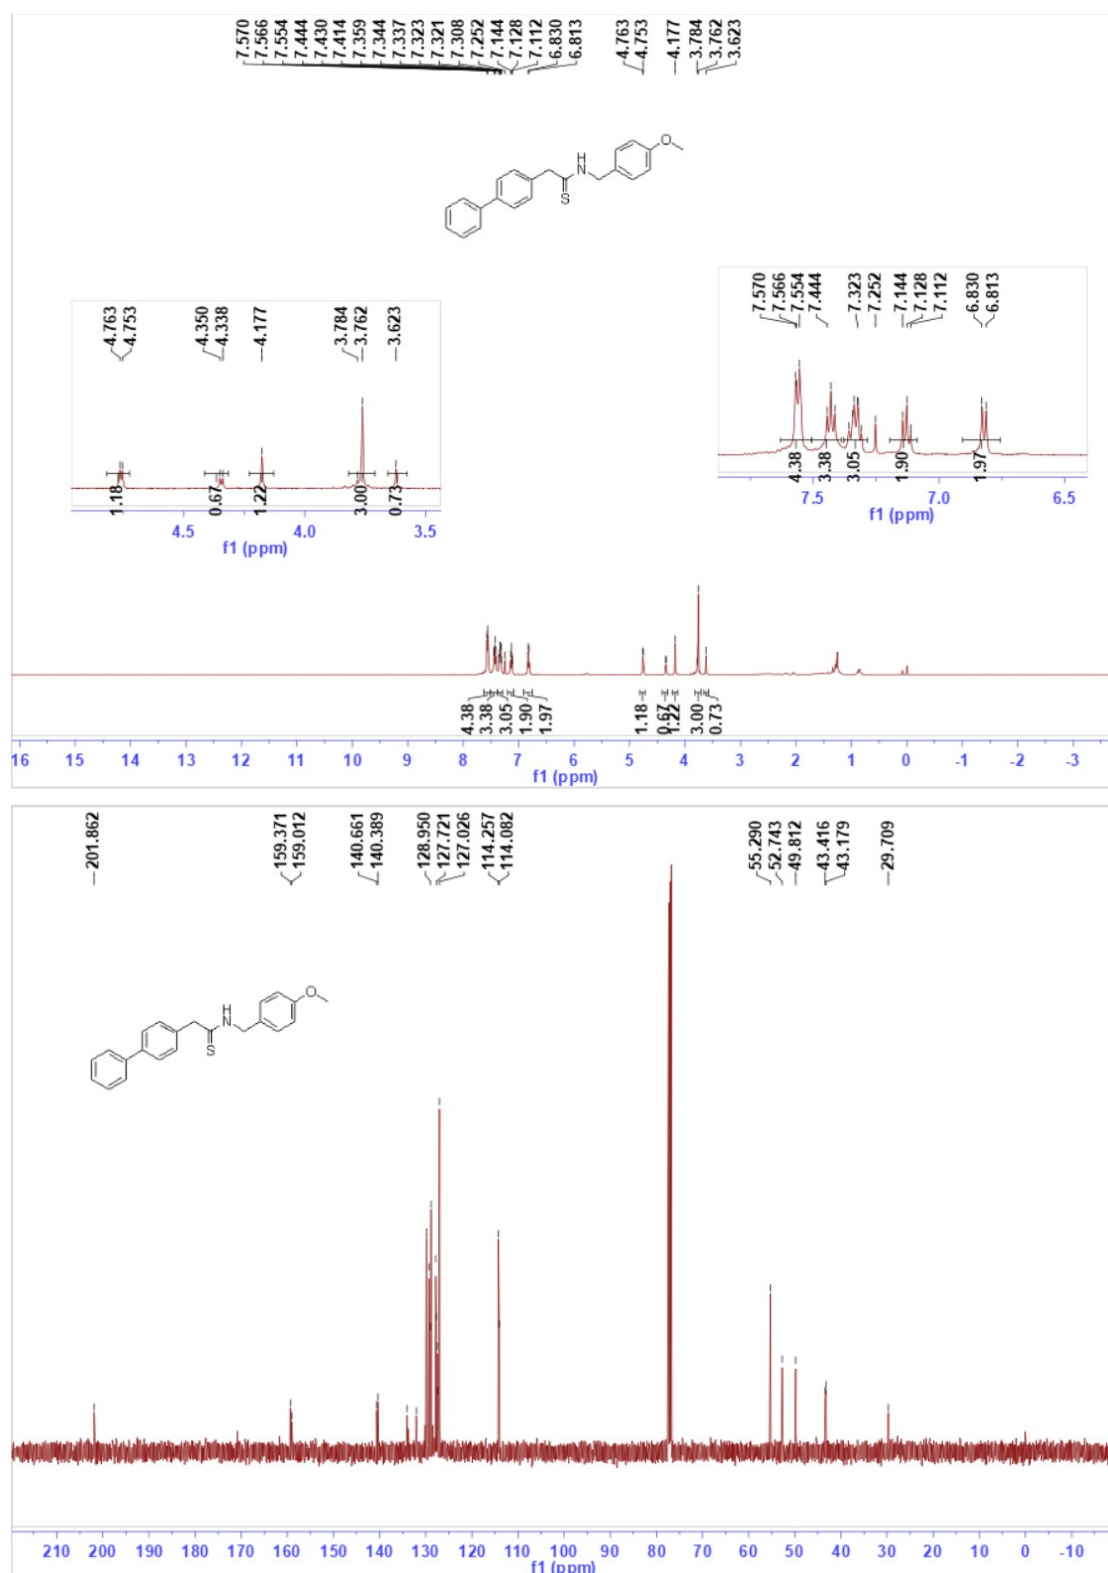 7.570 7.566 7.554 7.444 7.430 7.414 7.359 7.344 7.337 7.323 7.321 7.308 7.252 7.144 7.128 7.112 6.830 6.813 4.763 4.753 4.177 3.784 3.762 3.623
O
H
N
S
7.570 7.566 7.554 7.444 7.323 7.252 7.144 7.128 7.112 6.830 6.813
4.763 4.753 4.350 4.338 4.177 3.784 3.762 3.623
4.38 3.38 3.05 1.90 1.97
7.5 7.0 6.5
f1 (ppm)
1.18 0.67 1.22 3.00 0.73
4.5 4.0 3.5
f1 (ppm)
4.38 3.38 3.05 1.90 1.97 1.18 0.67 1.22 3.00 0.73
16 15 14 13 12 11 10 9 8 7 6 5 4 3 2 1 0 -1 -2 -3
f1 (ppm)
201.862 159.371 159.012 140.661 140.389 128.950 127.721 127.026 114.257 114.082 55.290 52.743 49.812 43.416 43.179 29.709
O
H
N
S
210 200 190 180 170 160 150 140 130 120 110 100 90 80 70 60 50 40 30 20 10 0 -10
f1 (ppm)